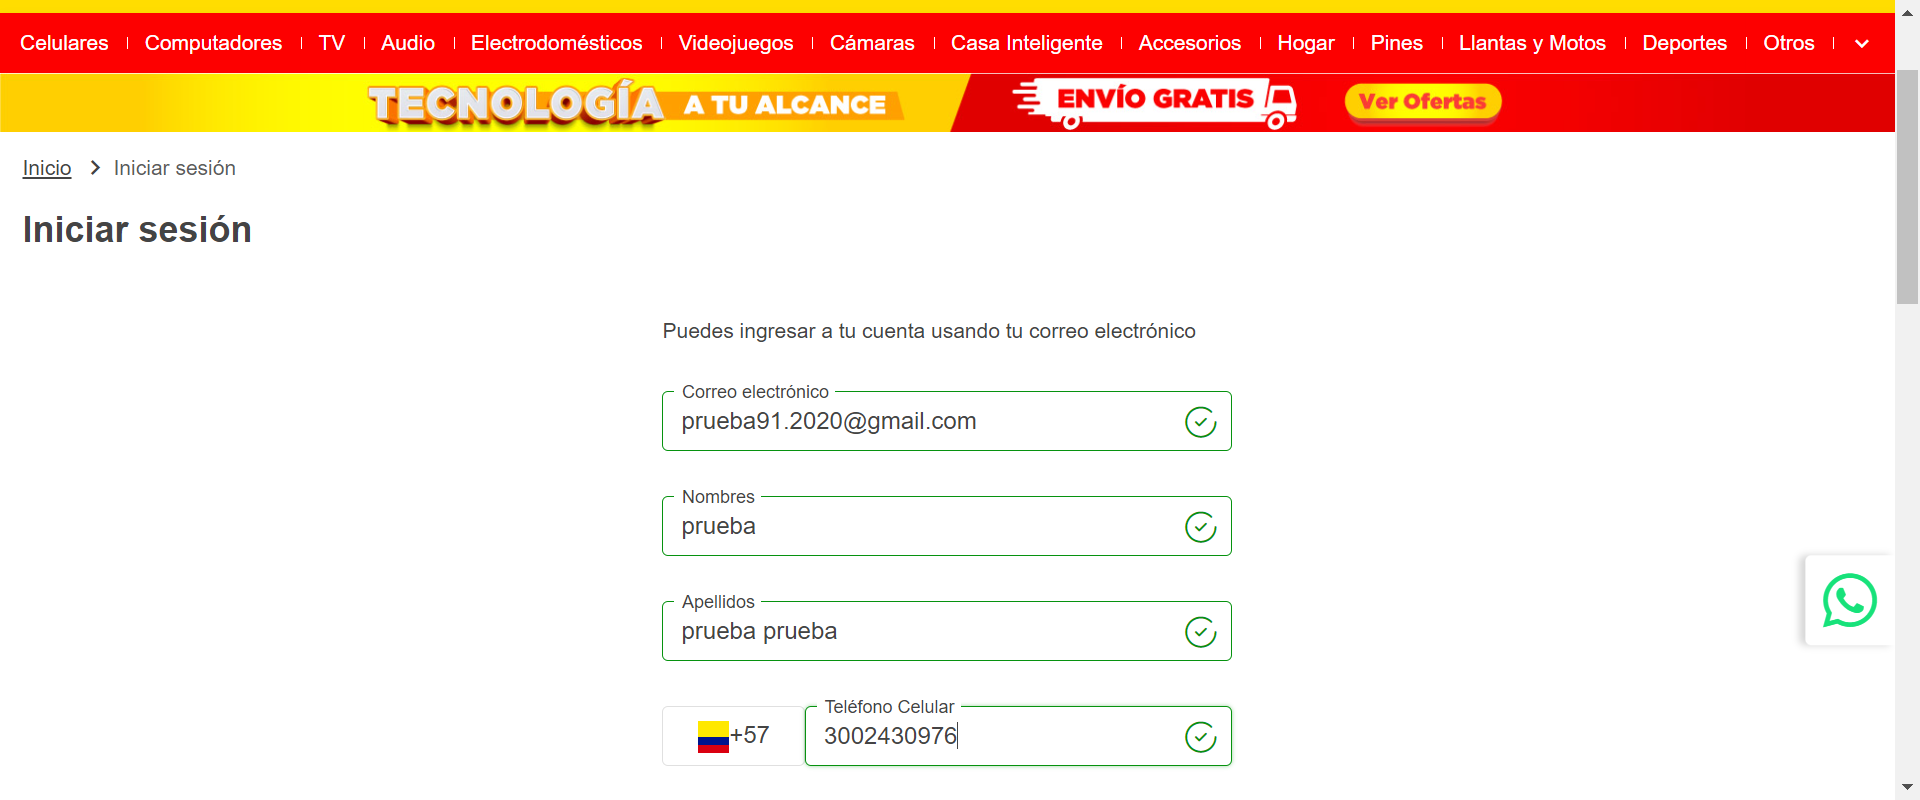 Celulares Computadores TV Audio Electrodomésticos Videojuegos Cámaras Casa Inteligente Accesorios Hogar Pines Llantas y Motos Deportes Otros
TECNOLOGÍA A TU ALCANCE ENVÍO GRATIS Ver Ofertas
Inicio Iniciar sesión
Iniciar sesión
Puedes ingresar a tu cuenta usando tu correo electrónico
Correo electrónico
prueba91.2020@gmail.com
Nombres
prueba
Apellidos
prueba prueba
Teléfono Celular
+57 3002430976